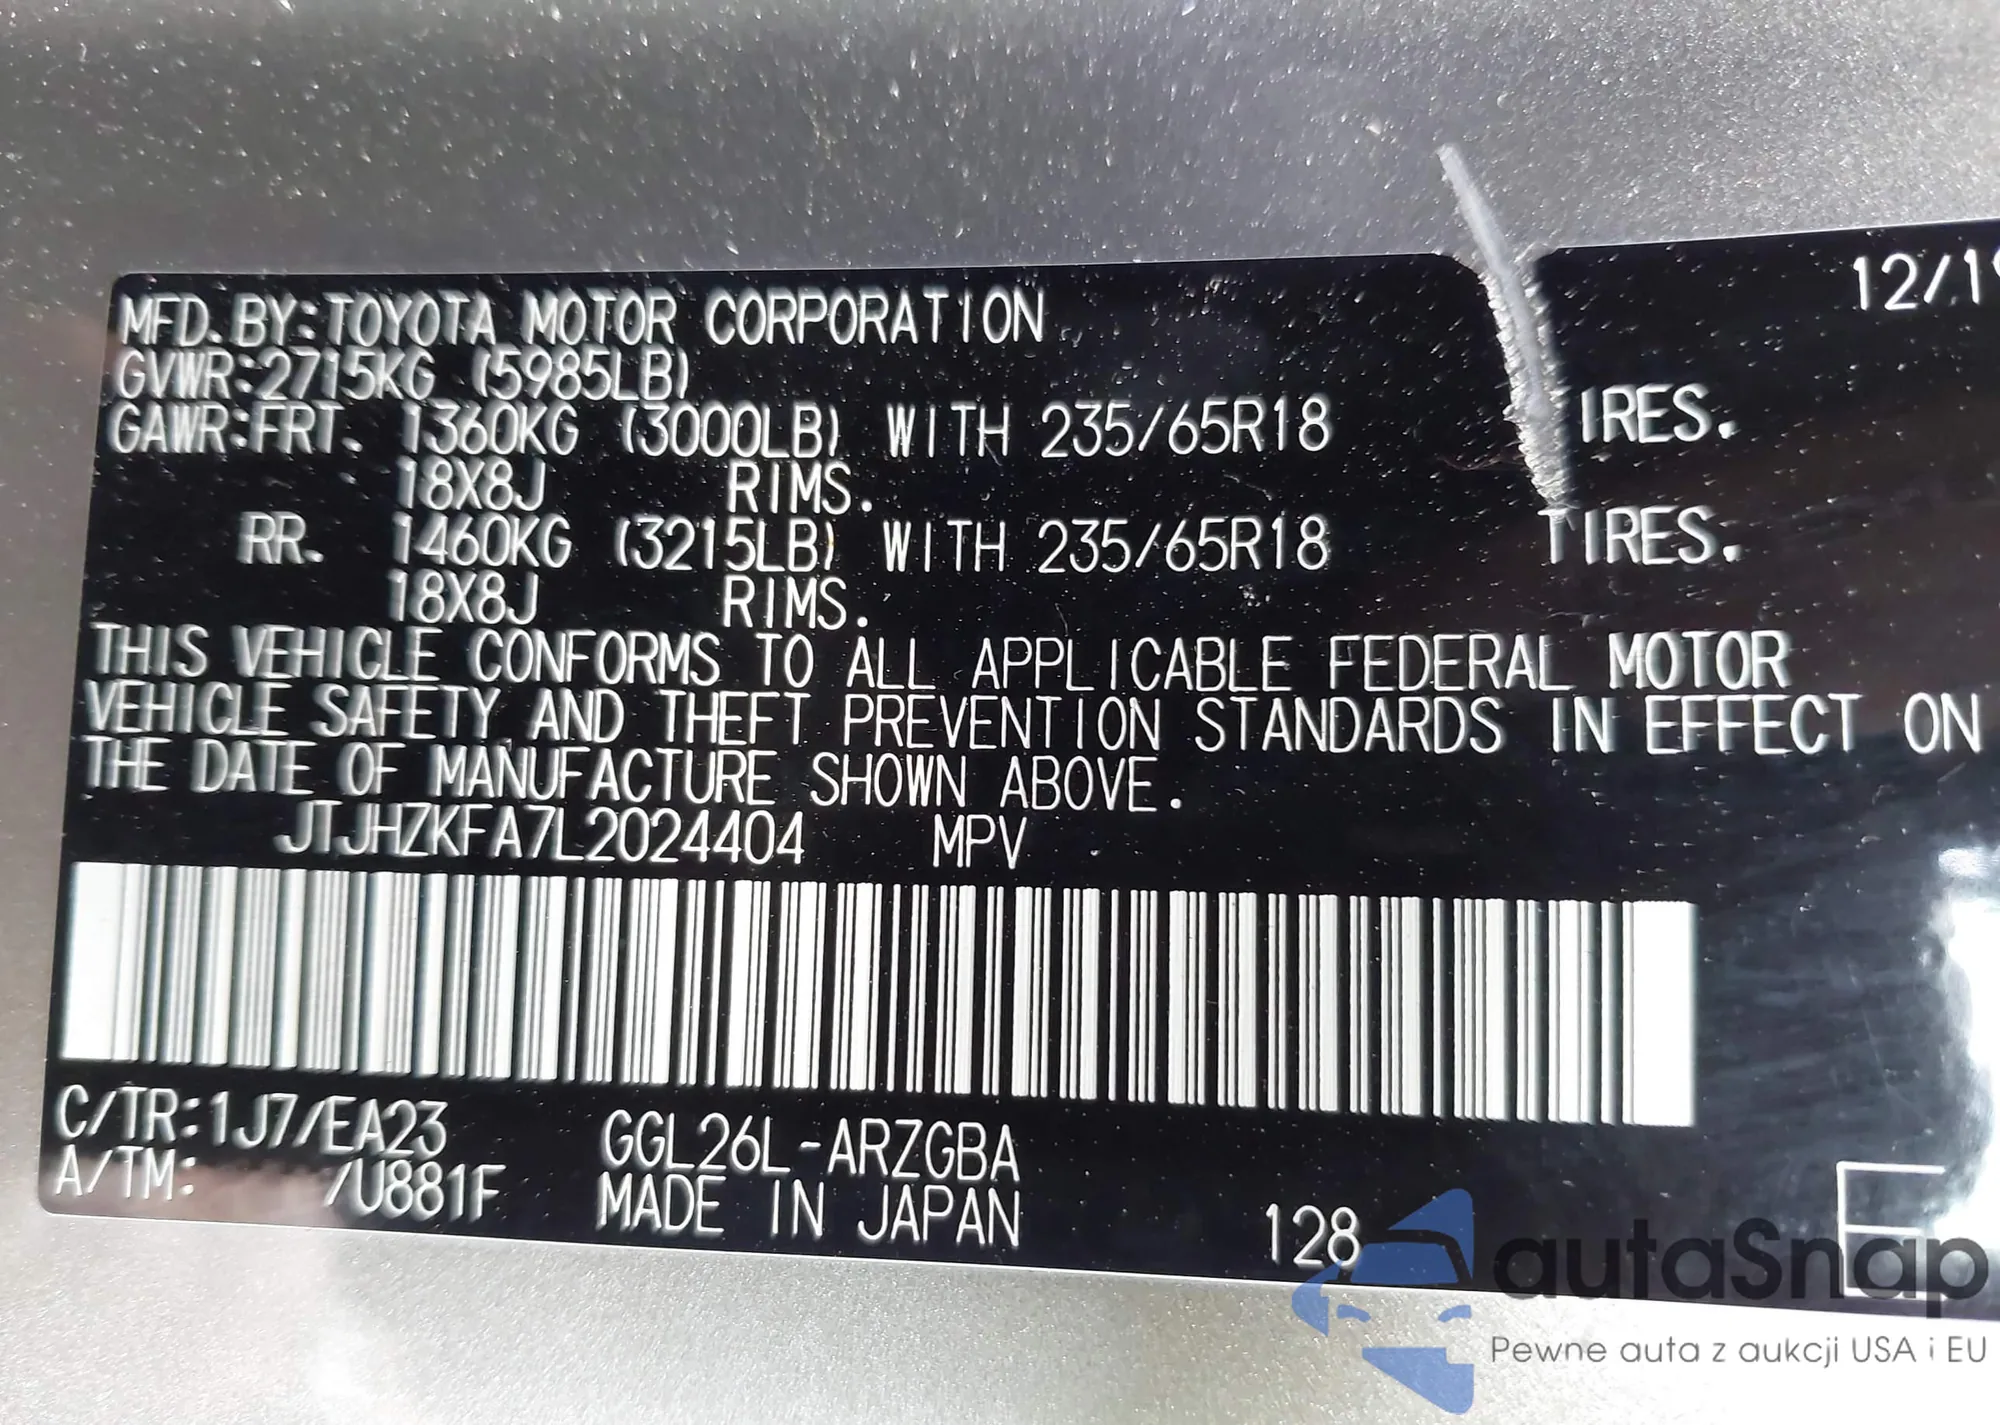 12/19
MFD.BY:TOYOTA MOTOR CORPORATION
GVWR:2715KG (5985LB)
GAWR:FRT. 1360KG (3000LB) WITH 235/65R18 TIRES.
18X8J RIMS.
RR. 1460KG (3215LB) WITH 235/65R18 TIRES.
18X8J RIMS.
THIS VEHICLE CONFORMS TO ALL APPLICABLE FEDERAL MOTOR
VEHICLE SAFETY AND THEFT PREVENTION STANDARDS IN EFFECT ON
THE DATE OF MANUFACTURE SHOWN ABOVE.
JTJHZKFA7L2024404 MPV
C/TR:1J7/EA23 GGL26L-ARZGBA
A/TM: /U881F MADE IN JAPAN 128
autaSnap
Pewne auta z aukcji USA i EU